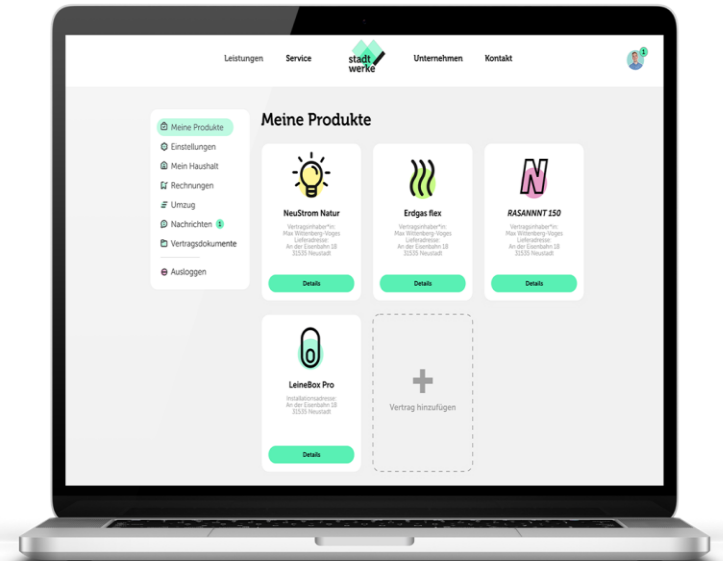 Leistungen
Service
stadt
werke
Unternehmen
Kontakt
1
Meine Produkte
Einstellungen
Mein Haushalt
Rechnungen
Umzug
Nachrichten 1
Vertragsdokumente
Ausloggen
Meine Produkte
NeuStrom Natur
Vertragsinhaber*in:
Max Wittenberg-Voges
Lieferadresse:
An der Eisenbahn 18
31535 Neustadt
Details
Erdgas flex
Vertragsinhaber*in:
Max Wittenberg-Voges
Lieferadresse:
An der Eisenbahn 18
31535 Neustadt
Details
N
RASANNNT 150
Vertragsinhaber*in:
Max Wittenberg-Voges
Lieferadresse:
An der Eisenbahn 18
31535 Neustadt
Details
LeineBox Pro
Installationsadresse:
An der Eisenbahn 18
31535 Neustadt
Details
Vertrag hinzufügen